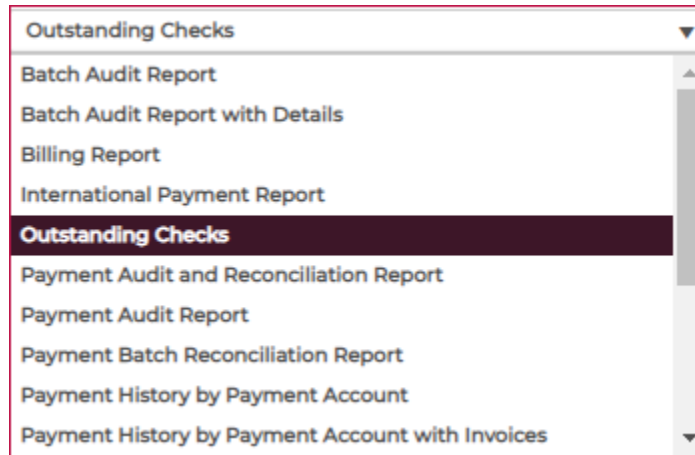 Outstanding Checks
Batch Audit Report
Batch Audit Report with Details
Billing Report
International Payment Report
Outstanding Checks
Payment Audit and Reconciliation Report
Payment Audit Report
Payment Batch Reconciliation Report
Payment History by Payment Account
Payment History by Payment Account with Invoices